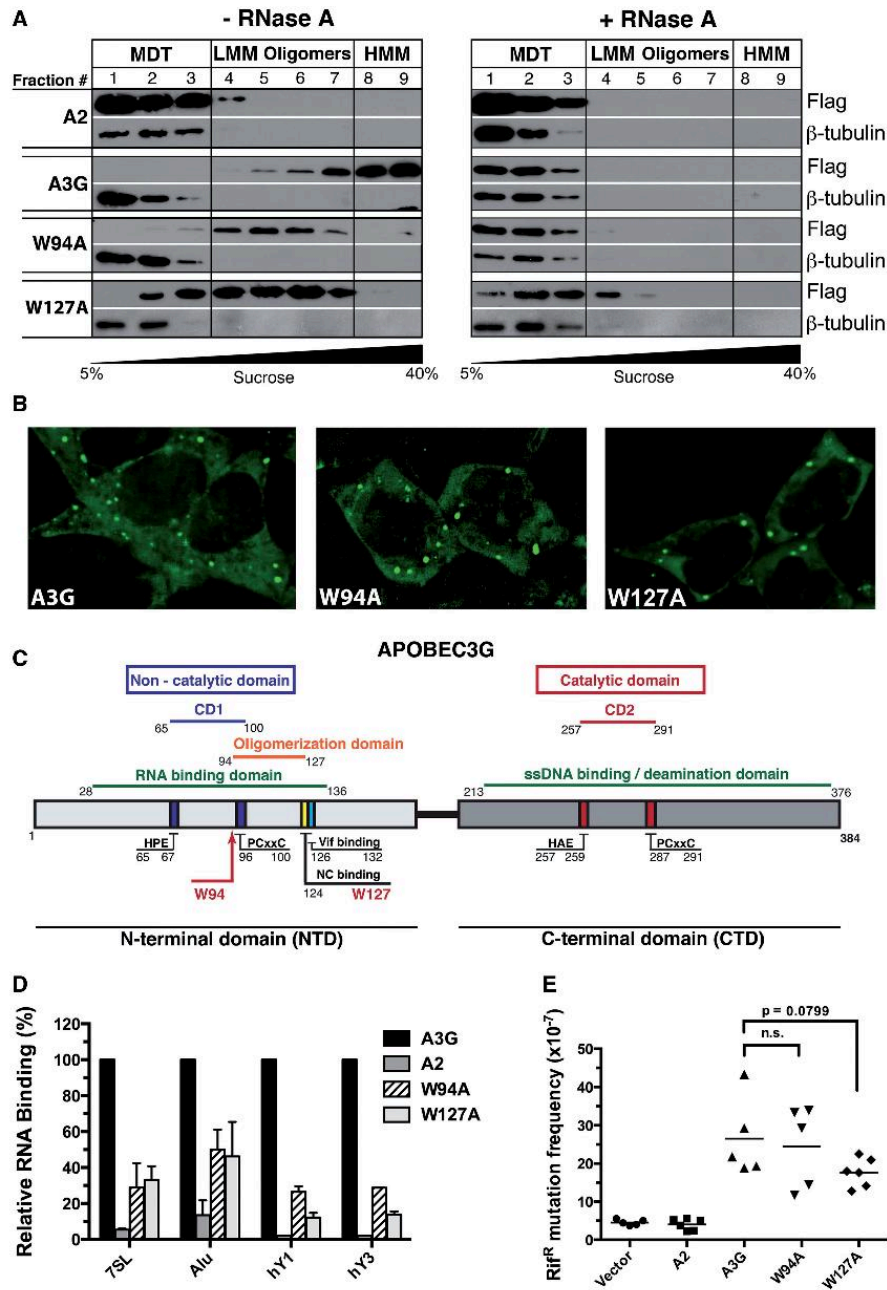 A
- RNase A
+ RNase A
MDT LMM Oligomers HMM
MDT LMM Oligomers HMM
Fraction # 1 2 3 4 5 6 7 8 9
1 2 3 4 5 6 7 8 9
A2
Flag
β-tubulin
A3G
Flag
β-tubulin
W94A
Flag
β-tubulin
W127A
Flag
β-tubulin
5% Sucrose 40%
5% Sucrose 40%
B
A3G
W94A
W127A
C
APOBEC3G
Non - catalytic domain
Catalytic domain
CD1
CD2
65 100
257 291
Oligomerization domain
94 127
RNA binding domain
ssDNA binding / deamination domain
28 136
213 376
1
384
HPE
65 67
PCxxC
96 100
Vif binding
126 132
HAE
257 259
PCxxC
287 291
NC binding
W94
124 W127
N-terminal domain (NTD)
C-terminal domain (CTD)
D
Relative RNA Binding (%)
120
100
80
60
40
20
0
A3G
A2
W94A
W127A
7SL
Alu
hY1
hY3
E
p = 0.0799
n.s.
Rifᴿ mutation frequency (x10⁻⁷)
50
40
30
20
10
0
Vector
A2
A3G
W94A
W127A